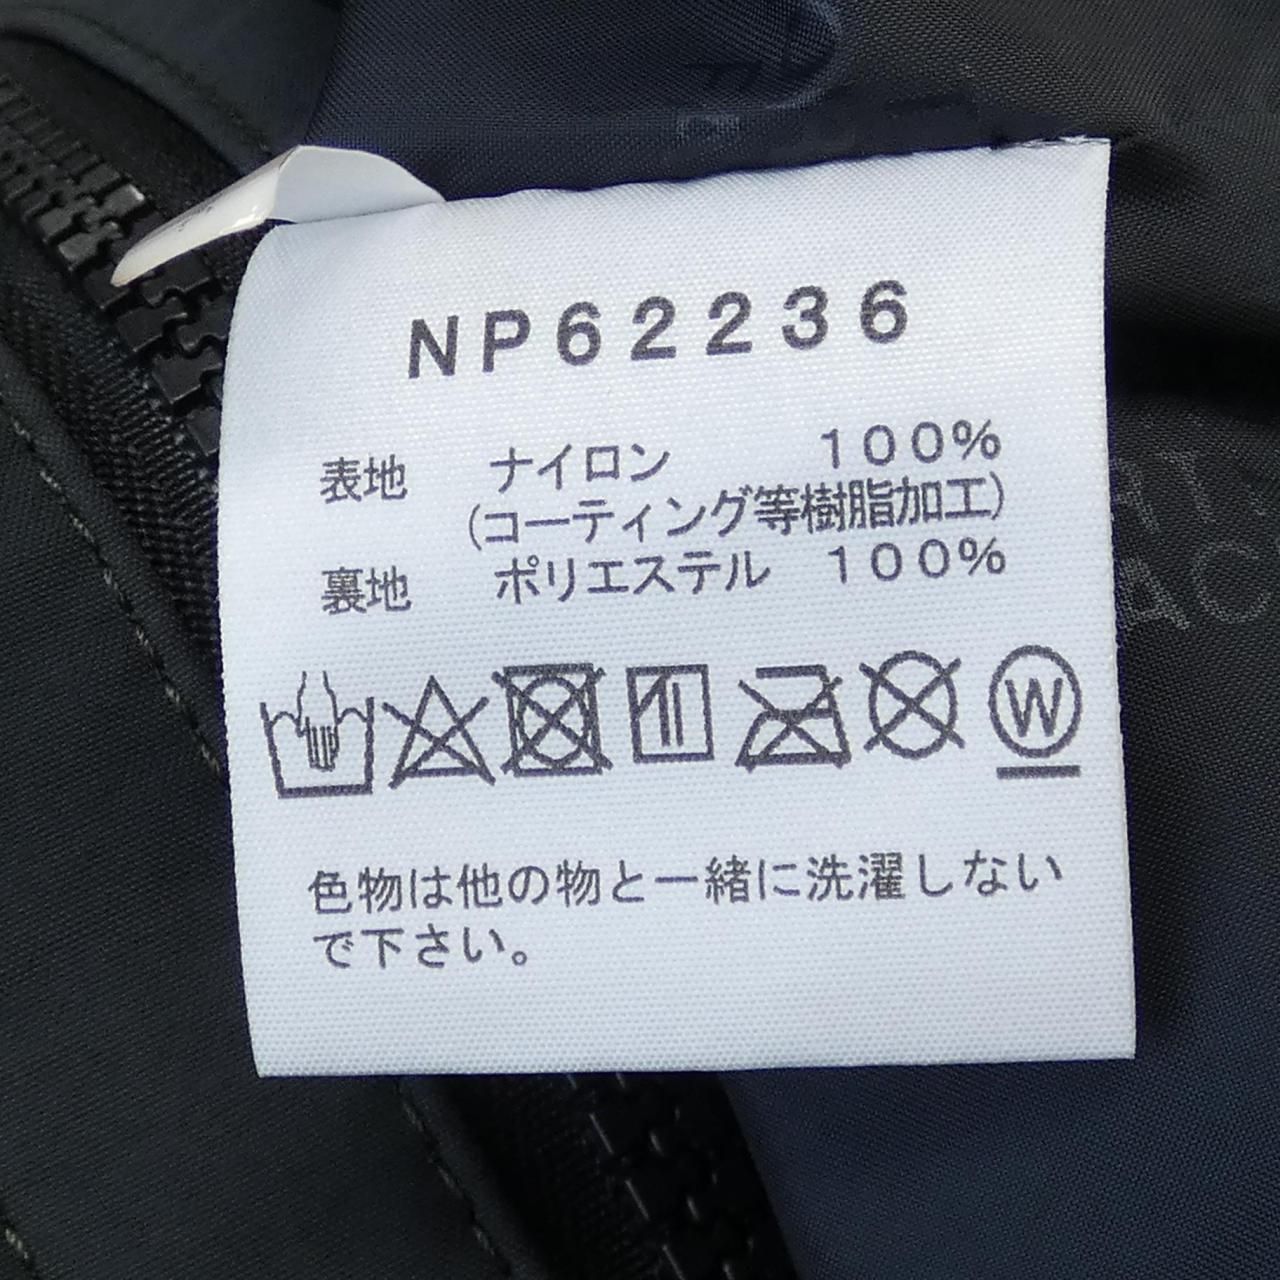 NP62236
表地 ナイロン 100%
(コーティング等樹脂加工)
裏地 ポリエステル 100%
W
色物は他の物と一緒に洗濯しない
で下さい。